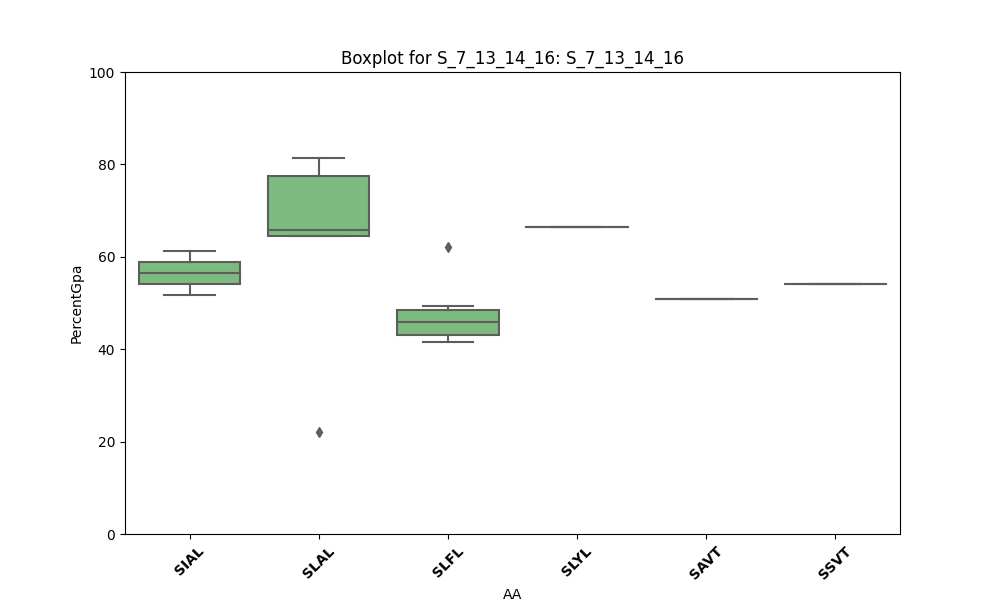 Boxplot for S_7_13_14_16: S_7_13_14_16
100
80
60
40
20
0
PercentGpa
SIAL
SLAL
SLFL
SLYL
SAVT
SSVT
AA